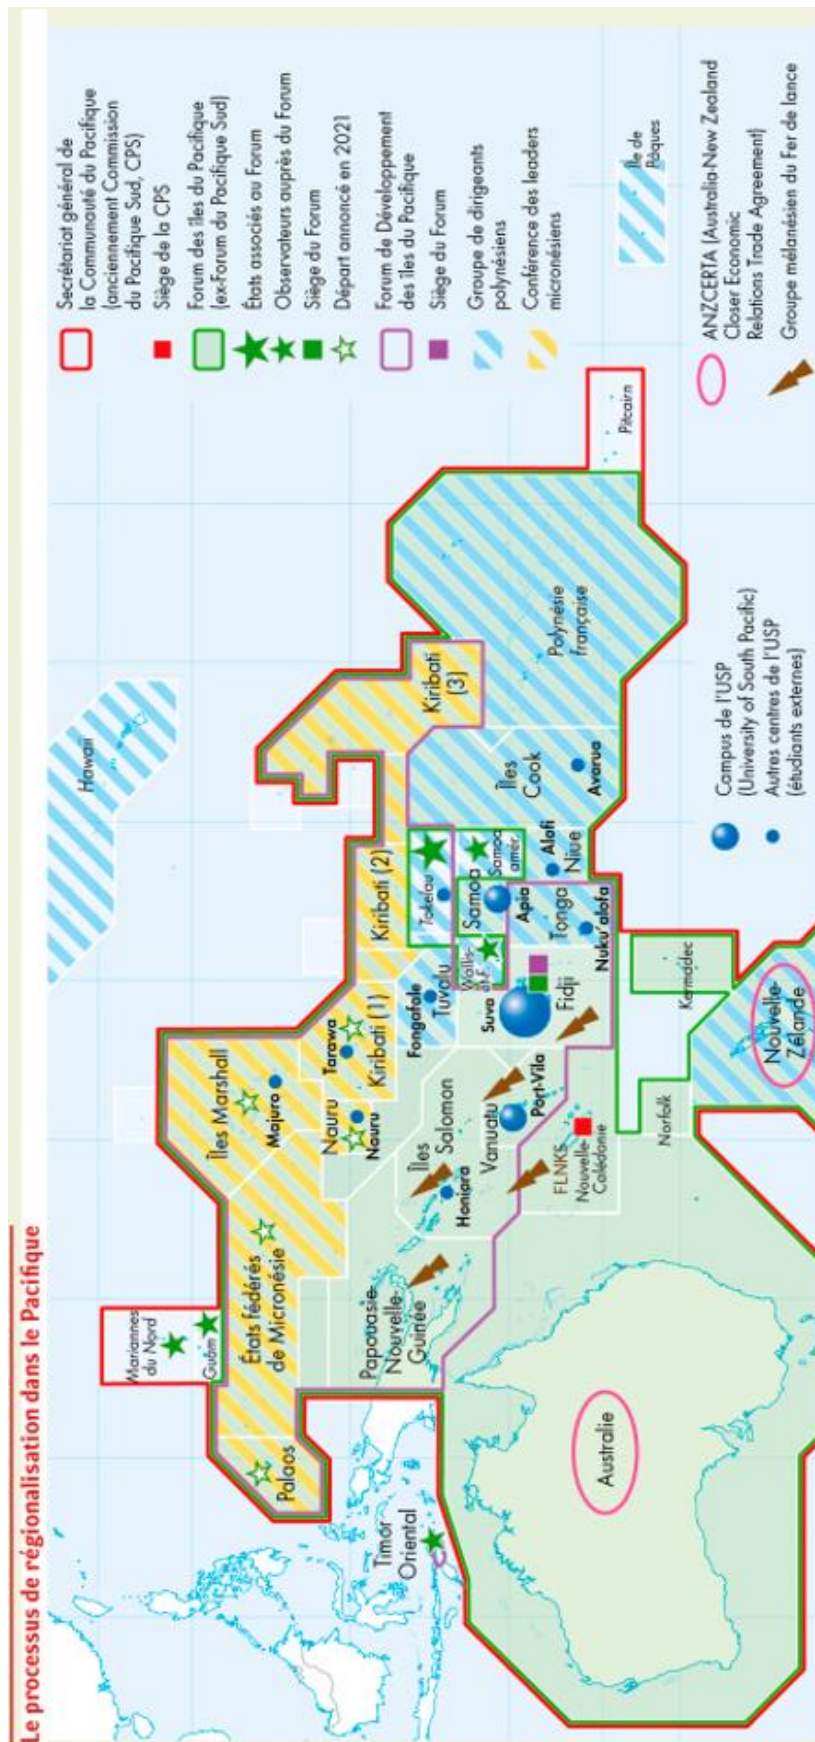 Le processus de régionalisation dans le Pacifique
Secrétariat général de
la Communauté du Pacifique
(anciennement Commission
du Pacifique Sud, CPS)
Siège de la CPS
Forum des îles du Pacifique
(ex-Forum du Pacifique Sud)
États associés au Forum
Observateurs auprès du Forum
Siège du Forum
Départ annoncé en 2021
Forum de Développement
des îles du Pacifique
Siège du Forum
Groupe de dirigeants
polynésiens
Conférence des leaders
micronésiens
Île de
Pâques
ANZCERTA (Australia-New Zealand
Closer Economic
Relations Trade Agreement)
Groupe mélanésien du Fer de lance
Campus de l'USP
(University of South Pacific)
Autres centres de l'USP
(étudiants externes)
Hawaii
Mariannes
du Nord
Guam
Palaos
États fédérés
de Micronésie
Îles Marshall
Majuro
Nauru
Nauru
Tarawa
Kiribati (1)
Kiribati (2)
Kiribati
(3)
Timor
Oriental
Papouasie-
Nouvelle-
Guinée
Îles
Salomon
Honiara
Fongafale
Tuvalu
Tokelau
Wallis-
et-F.
Samoa
Apia
Samoa
amér.
Vanuatu
Port-Vila
Suva
Fidji
Tonga
Nuku'alofa
Alofi
Niue
Îles
Cook
Avarua
Polynésie
française
Pitcairn
FLNKS
Nouvelle-
Calédonie
Norfolk
Kermadec
Australie
Nouvelle-
Zélande